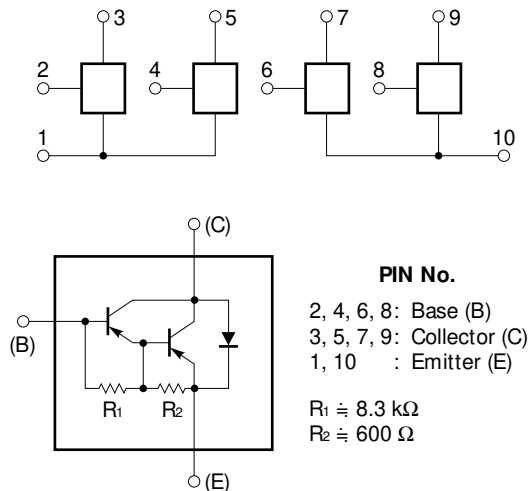 3 5 7 9
2 4 6 8
1 10
(C)
(B)
R1 R2
(E)
PIN No.
2, 4, 6, 8: Base (B)
3, 5, 7, 9: Collector (C)
1, 10 : Emitter (E)
R1 ≒ 8.3 kΩ
R2 ≒ 600 Ω